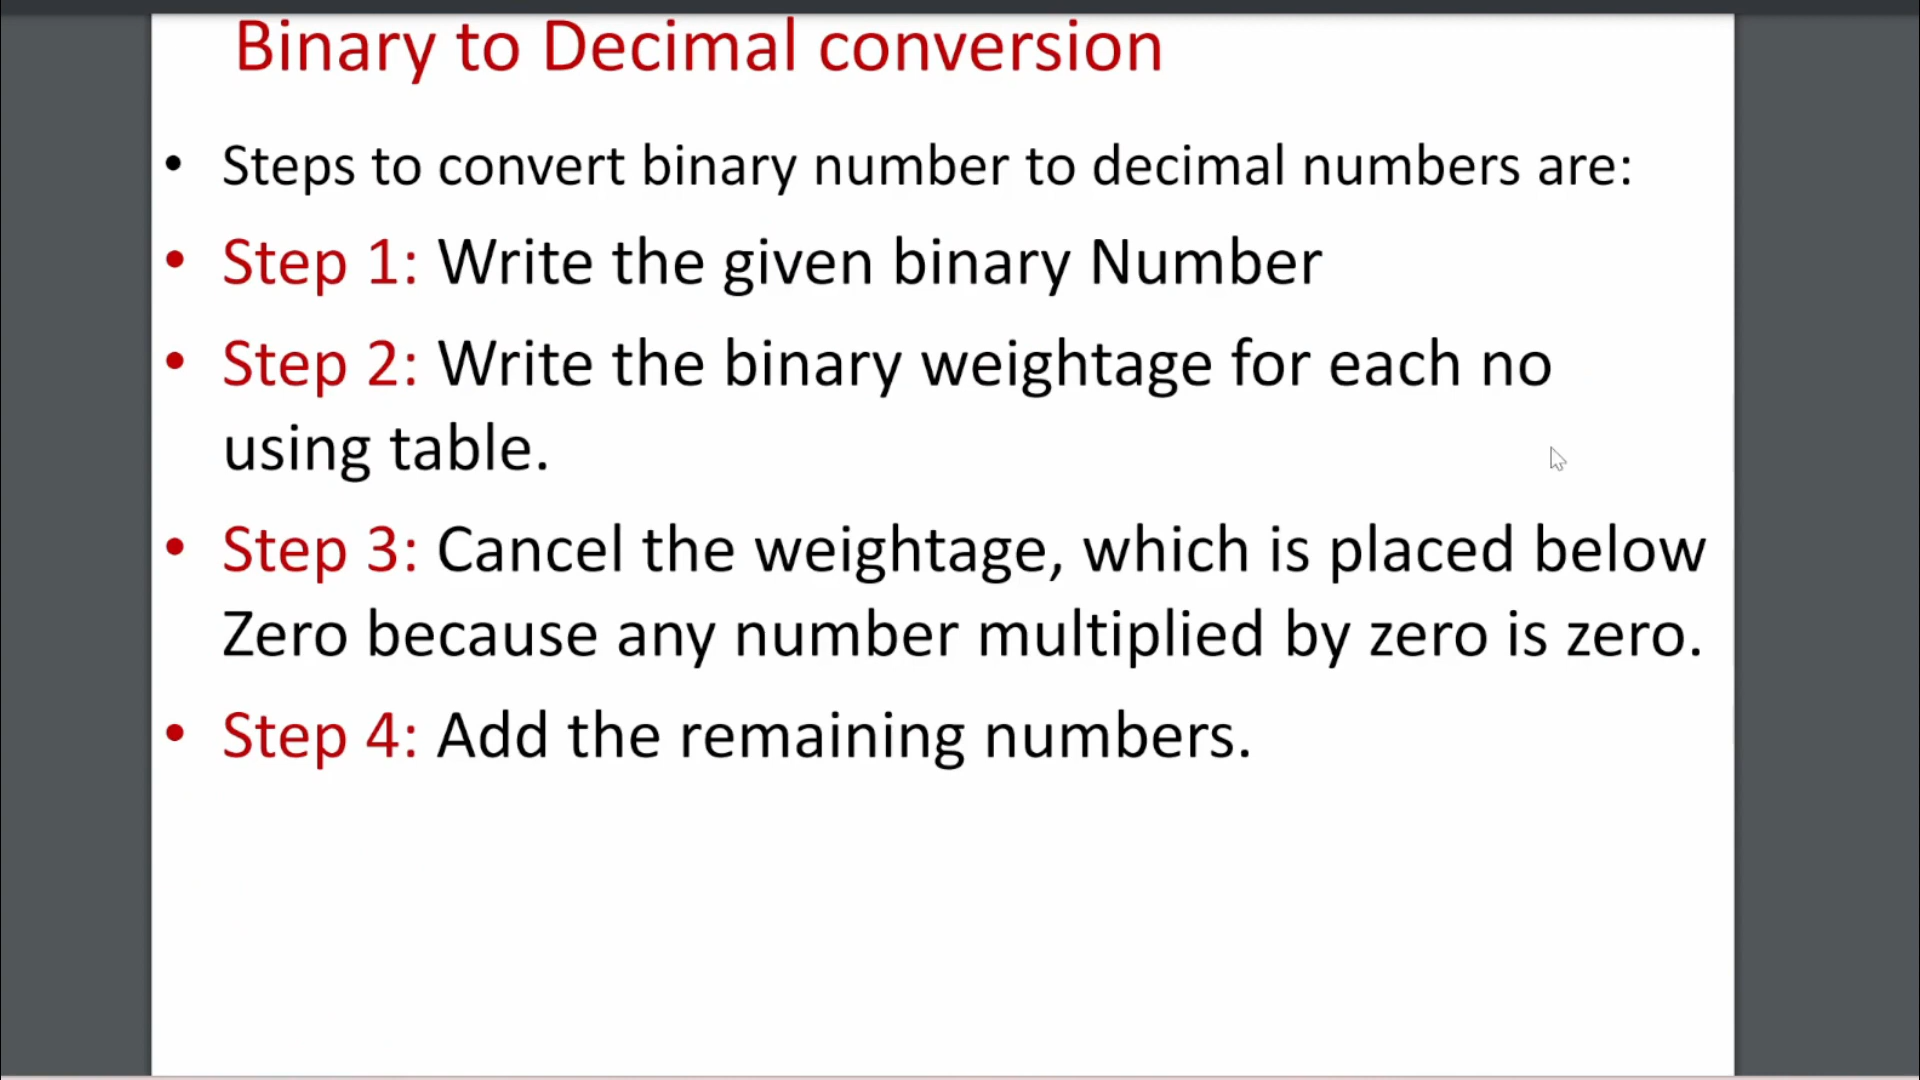 Binary to Decimal conversion
• Steps to convert binary number to decimal numbers are:
• Step 1: Write the given binary Number
• Step 2: Write the binary weightage for each no
using table.
• Step 3: Cancel the weightage, which is placed below
Zero because any number multiplied by zero is zero.
• Step 4: Add the remaining numbers.